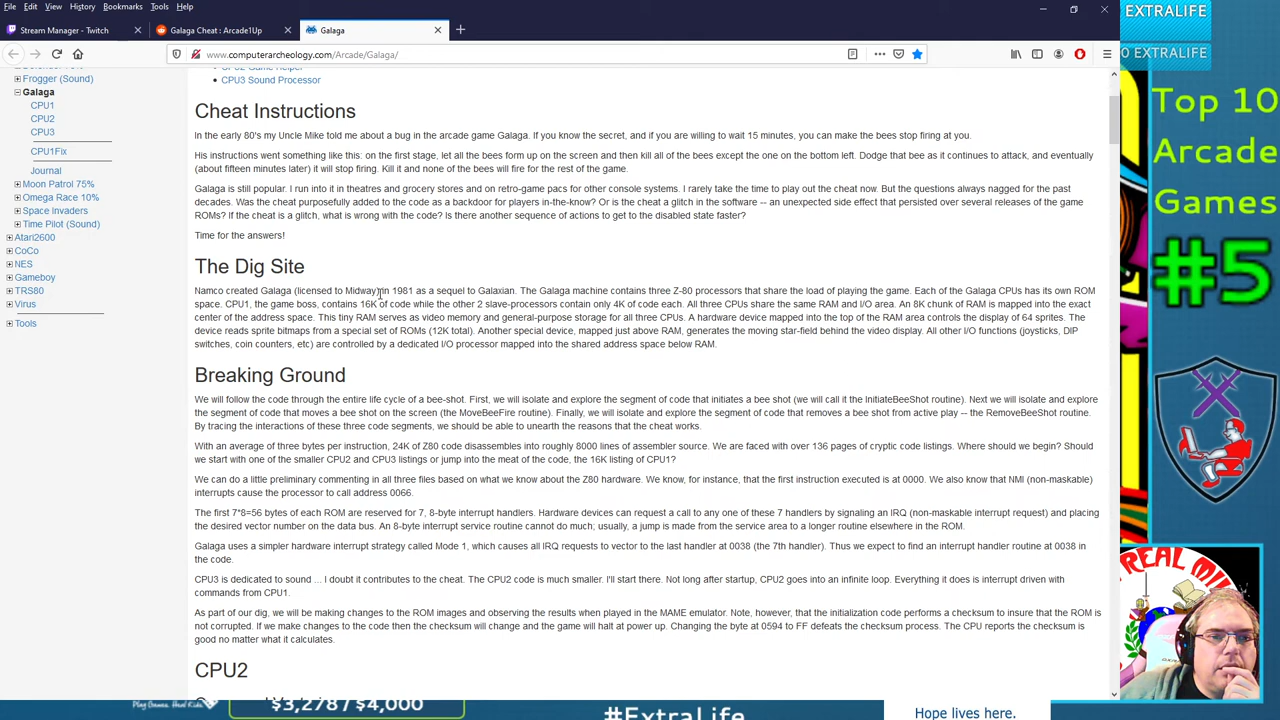 File Edit View History Bookmarks Tools Help
EXTRALIFE
Stream Manager - Twitch
Galaga Cheat : Arcade1Up
Galaga
www.computerarcheology.com/Arcade/Galaga/
0 EXTRALIFE
Frogger (Sound)
Galaga
CPU1
CPU2
CPU3
CPU1Fix
Journal
Moon Patrol 75%
Omega Race 10%
Space Invaders
Time Pilot (Sound)
Atari2600
CoCo
NES
Gameboy
TRS80
Virus
Tools
CPU2 Game Helper
CPU3 Sound Processor
Cheat Instructions
In the early 80's my Uncle Mike told me about a bug in the arcade game Galaga. If you know the secret, and if you are willing to wait 15 minutes, you can make the bees stop firing at you.
His instructions went something like this: on the first stage, let all the bees form up on the screen and then kill all of the bees except the one on the bottom left. Dodge that bee as it continues to attack, and eventually
(about fifteen minutes later) it will stop firing. Kill it and none of the bees will fire for the rest of the game.
Galaga is still popular. I run into it in theatres and grocery stores and on retro-game pacs for other console systems. I rarely take the time to play out the cheat now. But the questions always nagged for the past
decades. Was the cheat purposefully added to the code as a backdoor for players in-the-know? Or is the cheat a glitch in the software -- an unexpected side effect that persisted over several releases of the game
ROMs? If the cheat is a glitch, what is wrong with the code? Is there another sequence of actions to get to the disabled state faster?
Time for the answers!
The Dig Site
Namco created Galaga (licensed to Midway) in 1981 as a sequel to Galaxian. The Galaga machine contains three Z-80 processors that share the load of playing the game. Each of the Galaga CPUs has its own ROM
space. CPU1, the game boss, contains 16K of code while the other 2 slave-processors contain only 4K of code each. All three CPUs share the same RAM and I/O area. An 8K chunk of RAM is mapped into the exact
center of the address space. This tiny RAM serves as video memory and general-purpose storage for all three CPUs. A hardware device mapped into the top of the RAM area controls the display of 64 sprites. The
device reads sprite bitmaps from a special set of ROMs (12K total). Another special device, mapped just above RAM, generates the moving star-field behind the video display. All other I/O functions (joysticks, DIP
switches, coin counters, etc) are controlled by a dedicated I/O processor mapped into the shared address space below RAM.
Breaking Ground
We will follow the code through the entire life cycle of a bee-shot. First, we will isolate and explore the segment of code that initiates a bee shot (we will call it the InitiateBeeShot routine). Next we will isolate and explore
the segment of code that moves a bee shot on the screen (the MoveBeeFire routine). Finally, we will isolate and explore the segment of code that removes a bee shot from active play -- the RemoveBeeShot routine.
By tracing the interactions of these three code segments, we should be able to unearth the reasons that the cheat works.
With an average of three bytes per instruction, 24K of Z80 code disassembles into roughly 8000 lines of assembler source. We are faced with over 136 pages of cryptic code listings. Where should we begin? Should
we start with one of the smaller CPU2 and CPU3 listings or jump into the meat of the code, the 16K listing of CPU1?
We can do a little preliminary commenting in all three files based on what we know about the Z80 hardware. We know, for instance, that the first instruction executed is at 0000. We also know that NMI (non-maskable)
interrupts cause the processor to call address 0066.
The first 7*8=56 bytes of each ROM are reserved for 7, 8-byte interrupt handlers. Hardware devices can request a call to any one of these 7 handlers by signaling an IRQ (non-maskable interrupt request) and placing
the desired vector number on the data bus. An 8-byte interrupt service routine cannot do much; usually, a jump is made from the service area to a longer routine elsewhere in the ROM.
Galaga uses a simpler hardware interrupt strategy called Mode 1, which causes all IRQ requests to vector to the last handler at 0038 (the 7th handler). Thus we expect to find an interrupt handler routine at 0038 in
the code.
CPU3 is dedicated to sound ... I doubt it contributes to the cheat. The CPU2 code is much smaller. I'll start there. Not long after startup, CPU2 goes into an infinite loop. Everything it does is interrupt driven with
commands from CPU1.
As part of our dig, we will be making changes to the ROM images and observing the results when played in the MAME emulator. Note, however, that the initialization code performs a checksum to insure that the ROM is
not corrupted. If we make changes to the code then the checksum will change and the game will halt at power up. Changing the byte at 0594 to FF defeats the checksum process. The CPU reports the checksum is
good no matter what it calculates.
CPU2
Top 10
Arcade
Games
#5
Play Games. Heal Kids.
$3,278 / $4,000
#ExtraLife
Hope lives here.